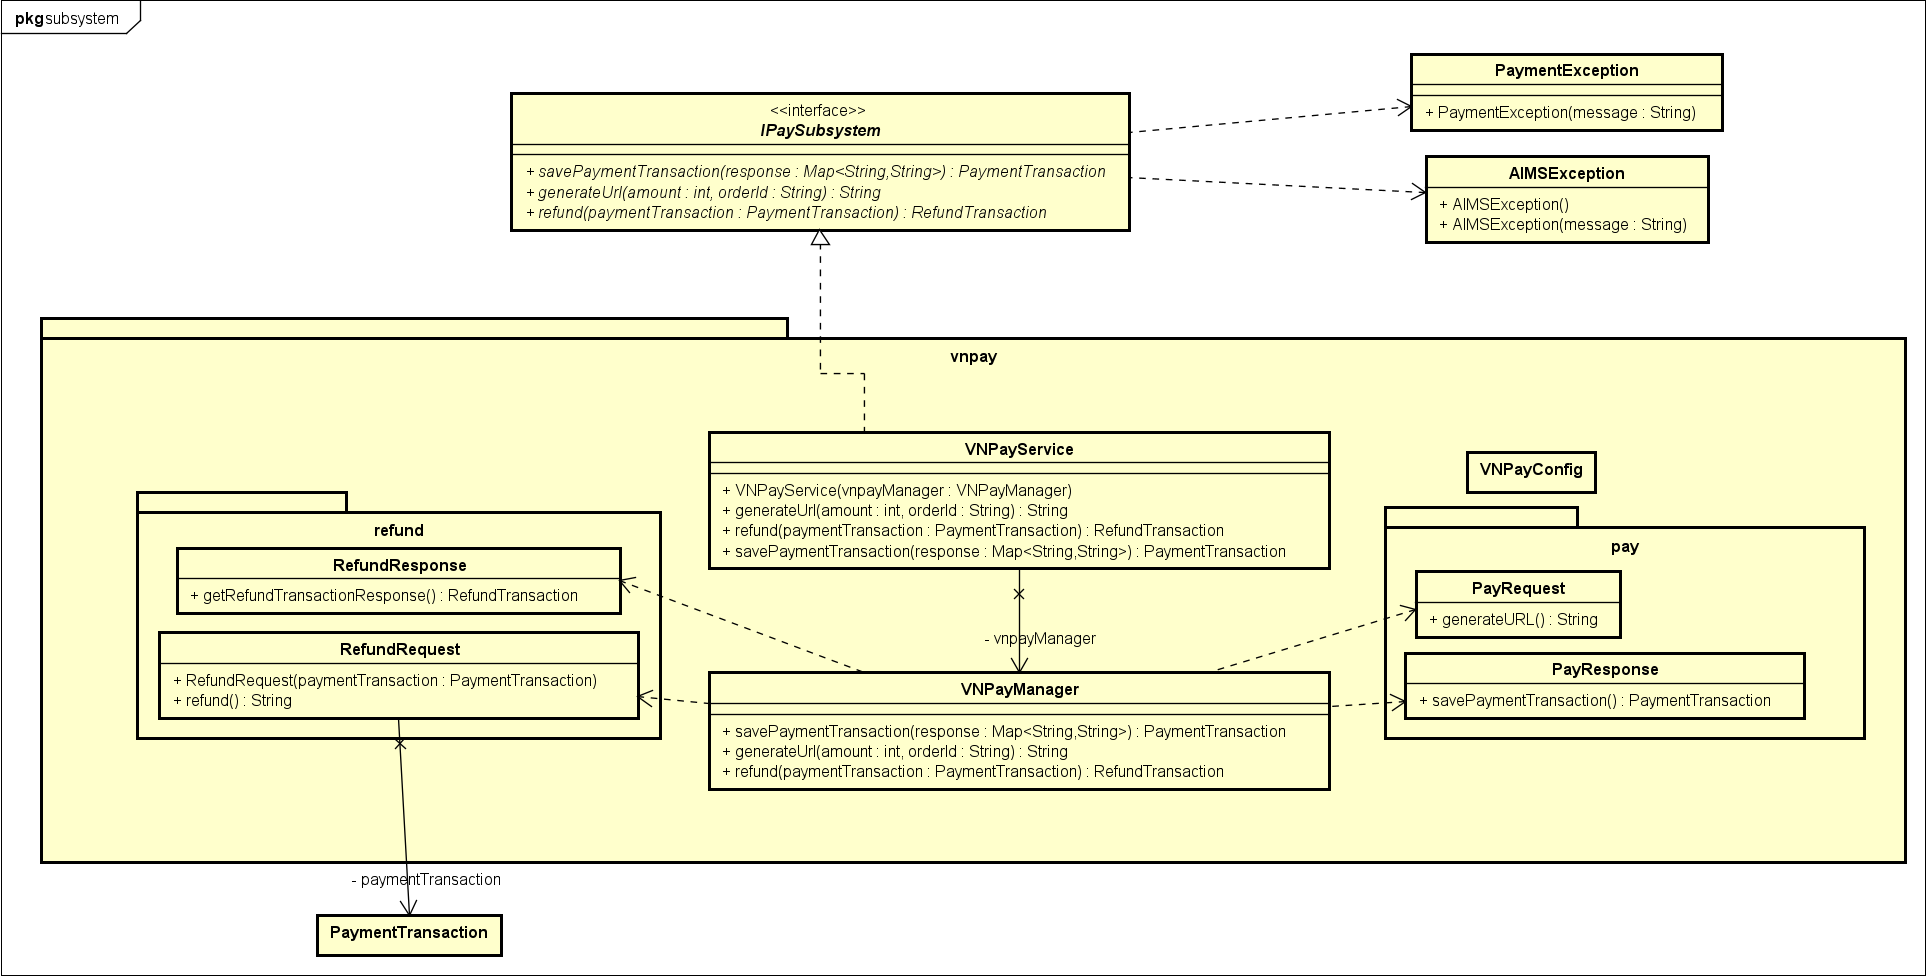 pkg subsystem
PaymentException
+ PaymentException(message : String)
<<interface>>
IPaySubsystem
+ savePaymentTransaction(response : Map<String,String>) : PaymentTransaction
+ generateUrl(amount : int, orderId : String) : String
+ refund(paymentTransaction : PaymentTransaction) : RefundTransaction
AIMSException
+ AIMSException()
+ AIMSException(message : String)
vnpay
VNPayService
+ VNPayService(vnpayManager : VNPayManager)
+ generateUrl(amount : int, orderId : String) : String
+ refund(paymentTransaction : PaymentTransaction) : RefundTransaction
+ savePaymentTransaction(response : Map<String,String>) : PaymentTransaction
VNPayConfig
refund
RefundResponse
+ getRefundTransactionResponse() : RefundTransaction
RefundRequest
+ RefundRequest(paymentTransaction : PaymentTransaction)
+ refund() : String
pay
PayRequest
+ generateURL() : String
PayResponse
+ savePaymentTransaction() : PaymentTransaction
- vnpayManager
VNPayManager
+ savePaymentTransaction(response : Map<String,String>) : PaymentTransaction
+ generateUrl(amount : int, orderId : String) : String
+ refund(paymentTransaction : PaymentTransaction) : RefundTransaction
- paymentTransaction
PaymentTransaction